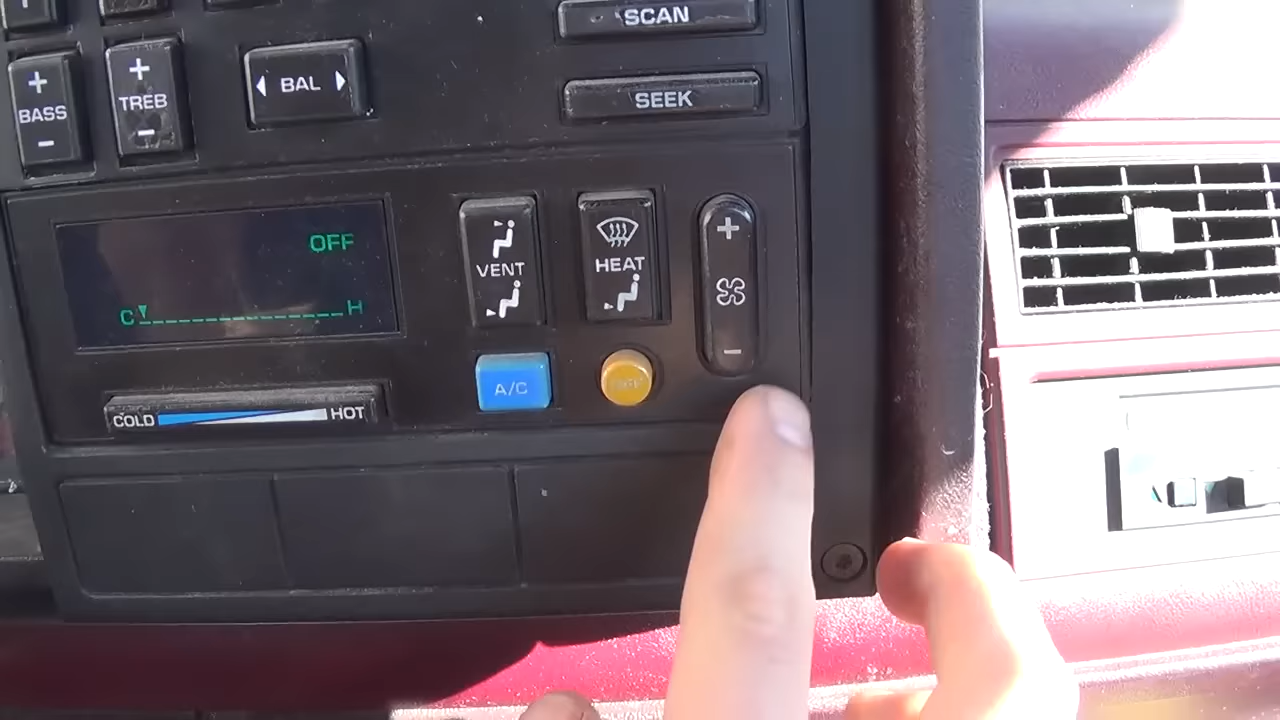 SCAN
+
BASS
-
+
TREB
-
BAL
SEEK
OFF
C H
VENT
HEAT
+
-
A/C
COLD HOT